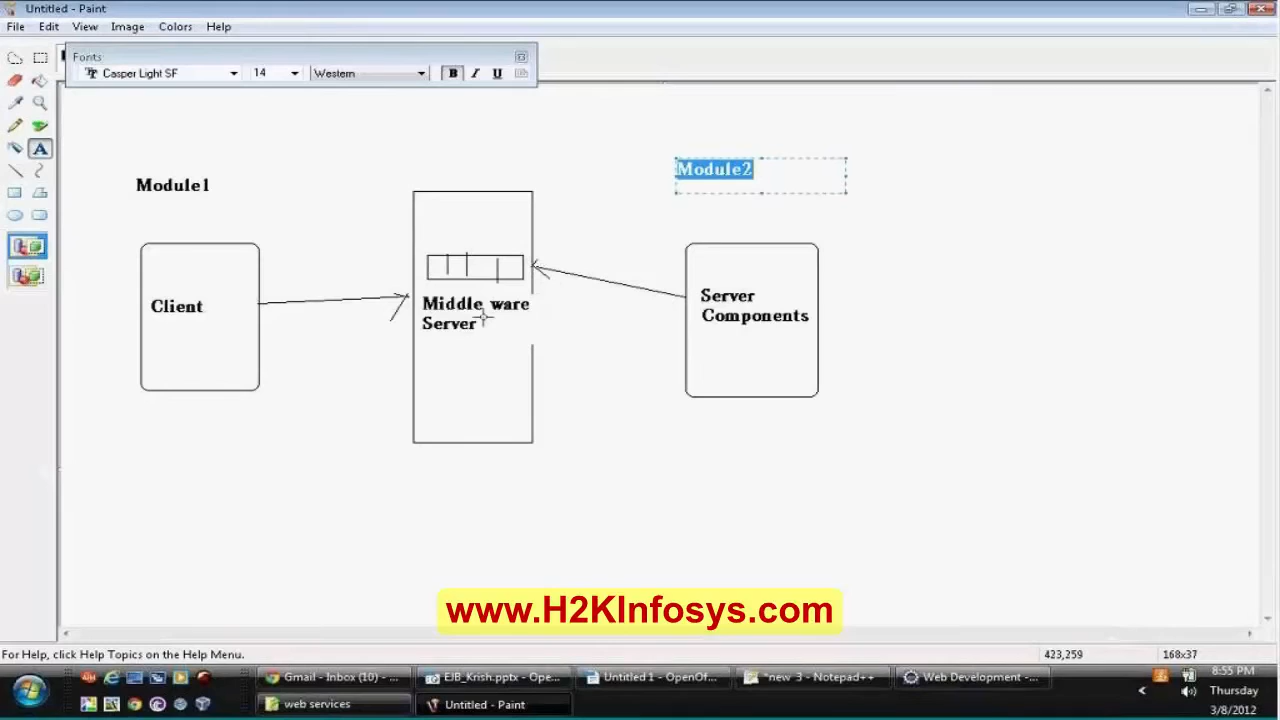 Untitled - Paint
File Edit View Image Colors Help
Fonts
Casper Light SF 14 Western B I U
Module2
Module1
Client
Middle ware
Server
Server
Components
www.H2KInfosys.com
For Help, click Help Topics on the Help Menu.
423,259
168x37
Gmail - Inbox (10) - ...
EJB_Krish.pptx - Ope...
Untitled 1 - OpenOf...
*new 3 - Notepad++
Web Development -...
8:55 PM
web services
Untitled - Paint
Thursday
3/8/2012